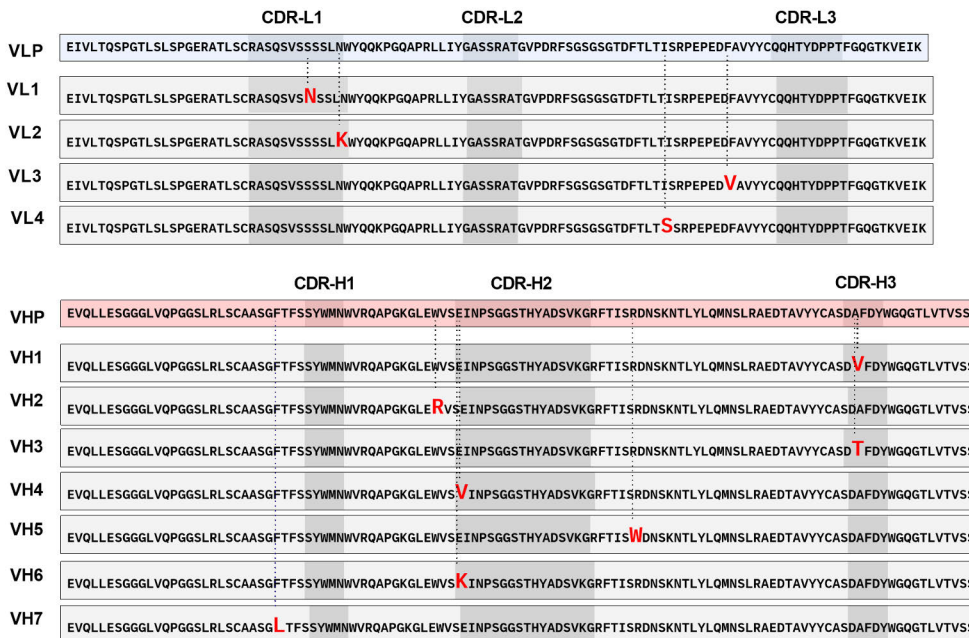 CDR-L1 CDR-L2 CDR-L3
VLP EIVLTQSPGTLSLSPGERATLSCRASQSVSSSSLNWYQQKPGQAPRLLIYGASSRATGVPDRFSGSGSGTDFTLTISRPEPEDFAVYYCQQHTYDPPTFGQGTKVEIK
VL1 EIVLTQSPGTLSLSPGERATLSCRASQSVSNSSLNWYQQKPGQAPRLLIYGASSRATGVPDRFSGSGSGTDFTLTISRPEPEDFAVYYCQQHTYDPPTFGQGTKVEIK
VL2 EIVLTQSPGTLSLSPGERATLSCRASQSVSSSSLKWYQQKPGQAPRLLIYGASSRATGVPDRFSGSGSGTDFTLTISRPEPEDFAVYYCQQHTYDPPTFGQGTKVEIK
VL3 EIVLTQSPGTLSLSPGERATLSCRASQSVSSSSLNWYQQKPGQAPRLLIYGASSRATGVPDRFSGSGSGTDFTLTISRPEPEDVAVYYCQQHTYDPPTFGQGTKVEIK
VL4 EIVLTQSPGTLSLSPGERATLSCRASQSVSSSSLNWYQQKPGQAPRLLIYGASSRATGVPDRFSGSGSGTDFTLTSSRPEPEDFAVYYCQQHTYDPPTFGQGTKVEIK
CDR-H1 CDR-H2 CDR-H3
VHP EVQLLESGGGLVQPGGSLRLSCAASGFTFSSYWMNWVRQAPGKGLEWVSEINPSGGSTHYADSVKGRFTISRDNSKNTLYLQMNSLRAEDTAVYYCASDAFDYWGQGTLVTVSS
VH1 EVQLLESGGGLVQPGGSLRLSCAASGFTFSSYWMNWVRQAPGKGLEWVSEINPSGGSTHYADSVKGRFTISRDNSKNTLYLQMNSLRAEDTAVYYCASDVFDYWGQGTLVTVSS
VH2 EVQLLESGGGLVQPGGSLRLSCAASGFTFSSYWMNWVRQAPGKGLERVSEINPSGGSTHYADSVKGRFTISRDNSKNTLYLQMNSLRAEDTAVYYCASDAFDYWGQGTLVTVSS
VH3 EVQLLESGGGLVQPGGSLRLSCAASGFTFSSYWMNWVRQAPGKGLEWVSEINPSGGSTHYADSVKGRFTISRDNSKNTLYLQMNSLRAEDTAVYYCASDTFDYWGQGTLVTVSS
VH4 EVQLLESGGGLVQPGGSLRLSCAASGFTFSSYWMNWVRQAPGKGLEWVSVINPSGGSTHYADSVKGRFTISRDNSKNTLYLQMNSLRAEDTAVYYCASDAFDYWGQGTLVTVSS
VH5 EVQLLESGGGLVQPGGSLRLSCAASGFTFSSYWMNWVRQAPGKGLEWVSEINPSGGSTHYADSVKGRFTISWDNSKNTLYLQMNSLRAEDTAVYYCASDAFDYWGQGTLVTVSS
VH6 EVQLLESGGGLVQPGGSLRLSCAASGFTFSSYWMNWVRQAPGKGLEWVSKINPSGGSTHYADSVKGRFTISRDNSKNTLYLQMNSLRAEDTAVYYCASDAFDYWGQGTLVTVSS
VH7 EVQLLESGGGLVQPGGSLRLSCAASGLTFSSYWMNWVRQAPGKGLEWVSEINPSGGSTHYADSVKGRFTISRDNSKNTLYLQMNSLRAEDTAVYYCASDAFDYWGQGTLVTVSS